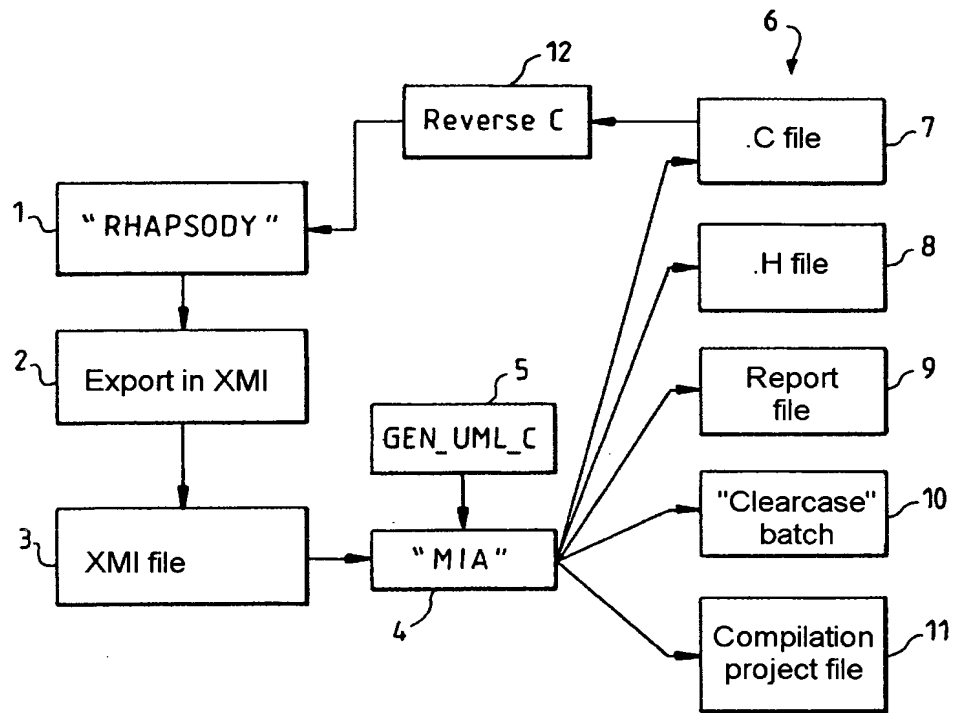 6
12
Reverse C
.C file
7
1
"RHAPSODY"
.H file
8
2
Export in XMI
5
GEN_UML_C
Report
file
9
3
XMI file
"MIA"
4
"Clearcase"
batch
10
Compilation
project file
11